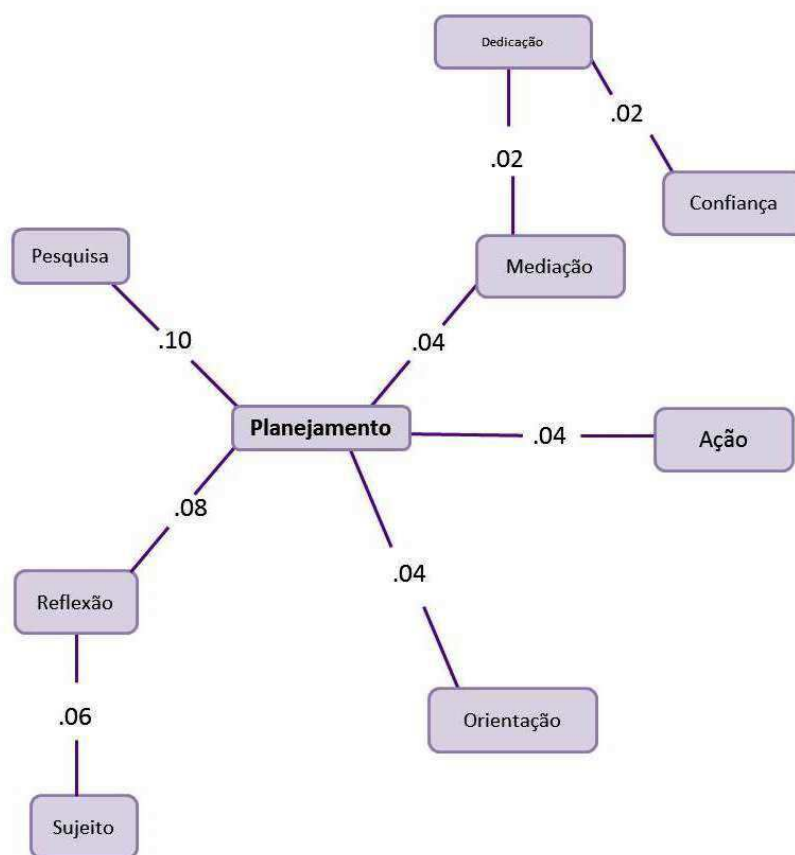 Dedicação
.02
.02
Confiança
Mediação
Pesquisa
.10
.04
Planejamento
.04
Ação
.08
.04
Reflexão
.06
Orientação
Sujeito